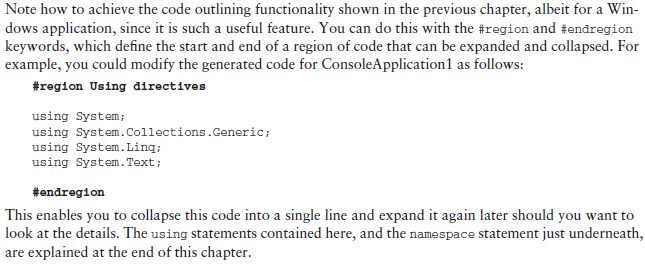 Note how to achieve the code outlining functionality shown in the previous chapter, albeit for a Win-
dows application, since it is such a useful feature. You can do this with the #region and #endregion
keywords, which define the start and end of a region of code that can be expanded and collapsed. For
example, you could modify the generated code for ConsoleApplication1 as follows:
#region Using directives
using System;
using System.Collections.Generic;
using System.Linq;
using System.Text;
#endregion
This enables you to collapse this code into a single line and expand it again later should you want to
look at the details. The using statements contained here, and the namespace statement just underneath,
are explained at the end of this chapter.